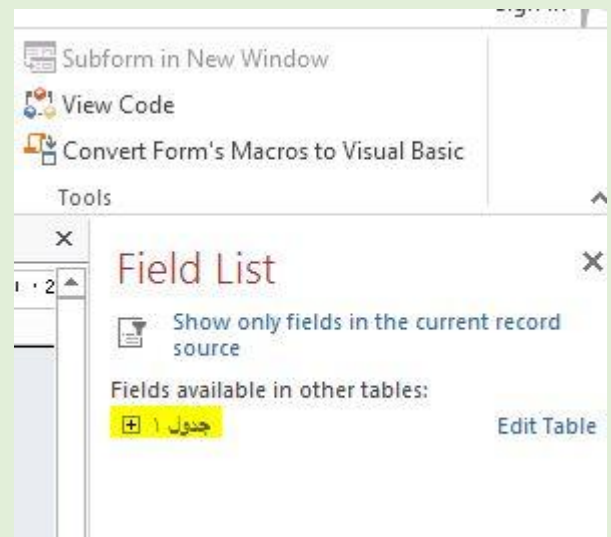 Subform in New Window
View Code
Convert Form's Macros to Visual Basic
Tools
Field List
Show only fields in the current record
source
Fields available in other tables:
جدول ۱
Edit Table